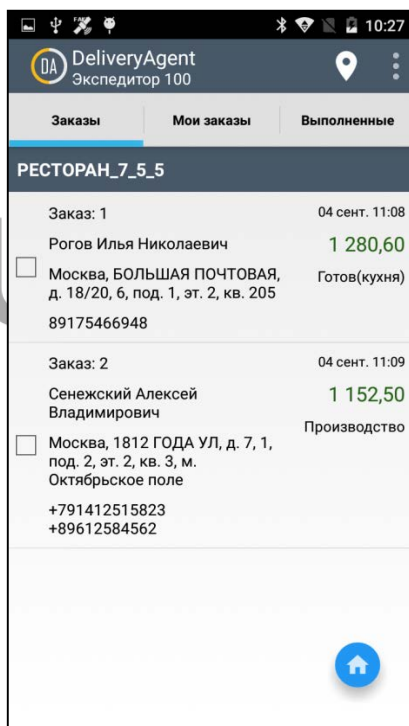 10:27
DA DeliveryAgent
Экспедитор 100
Заказы Мои заказы Выполненные
РЕСТОРАН_7_5_5
Заказ: 1 04 сент. 11:08
Рогов Илья Николаевич 1 280,60
Москва, БОЛЬШАЯ ПОЧТОВАЯ, Готов(кухня)
д. 18/20, 6, под. 1, эт. 2, кв. 205
89175466948
Заказ: 2 04 сент. 11:09
Сенежский Алексей 1 152,50
Владимирович
Производство
Москва, 1812 ГОДА УЛ, д. 7, 1,
под. 2, эт. 2, кв. 3, м.
Октябрьское поле
+791412515823
+89612584562